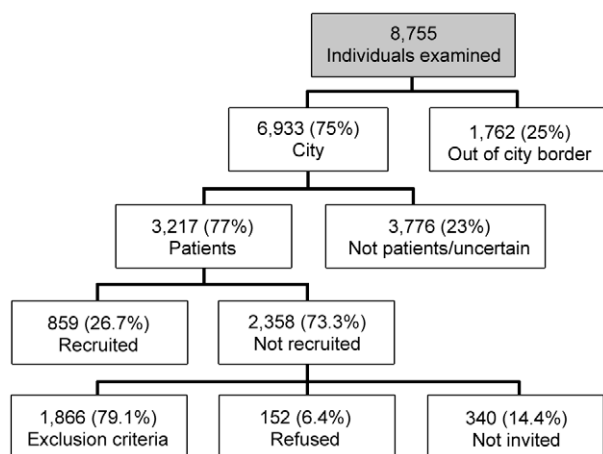 8,755
Individuals examined
6,933 (75%)
City
1,762 (25%)
Out of city border
3,217 (77%)
Patients
3,776 (23%)
Not patients/uncertain
859 (26.7%)
Recruited
2,358 (73.3%)
Not recruited
1,866 (79.1%)
Exclusion criteria
152 (6.4%)
Refused
340 (14.4%)
Not invited